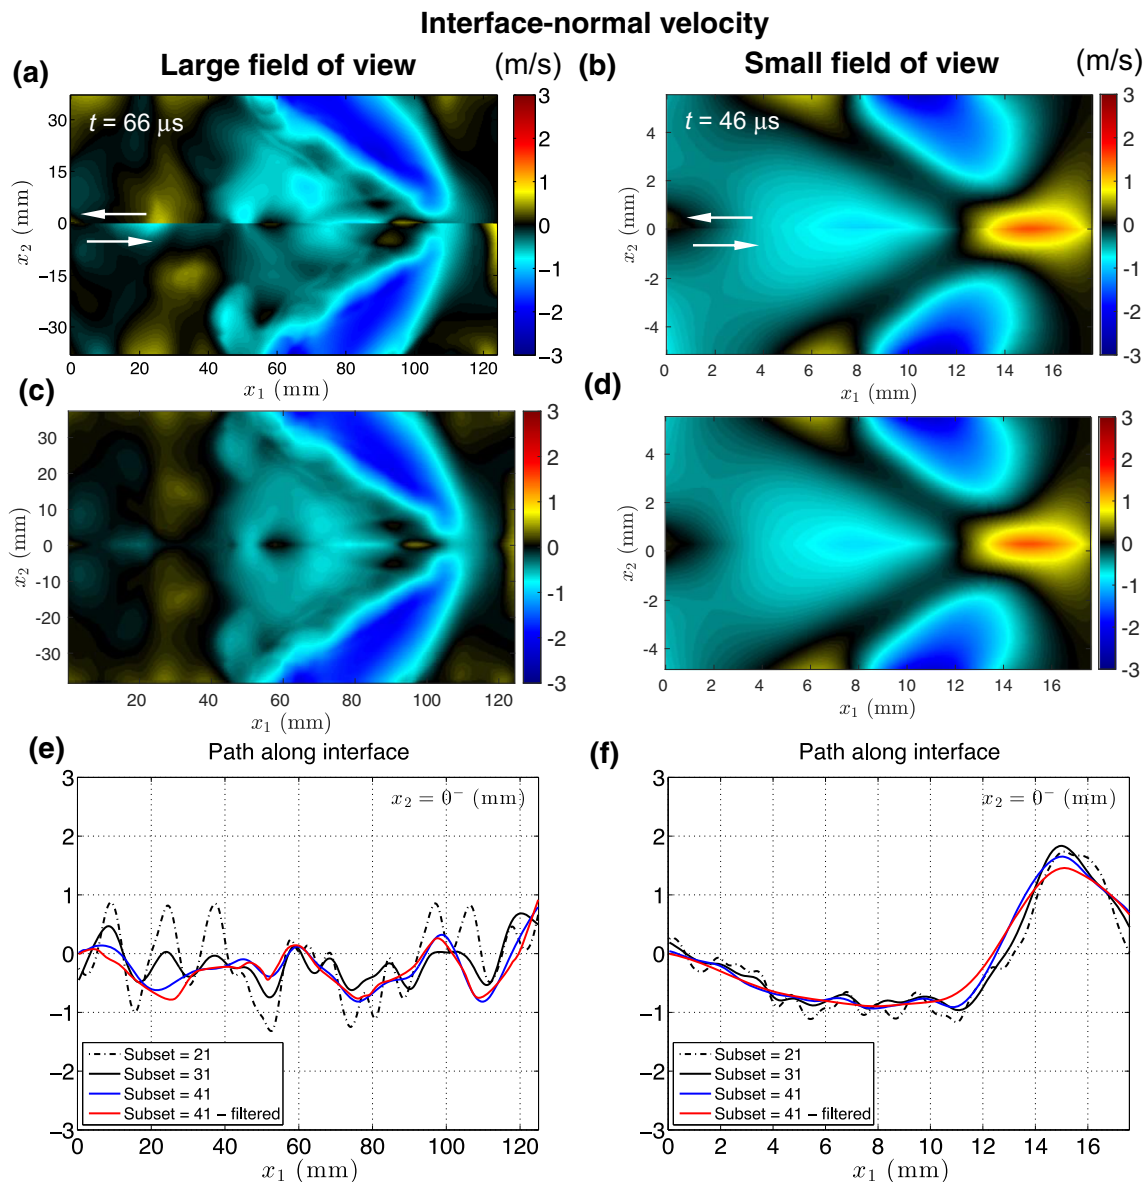 Interface-normal velocity
(a) Large field of view (m/s) (b) Small field of view (m/s)
t = 66 µs
30
15
0
-15
-30
x2 (mm)
0 20 40 60 80 100 120
x1 (mm)
3
2
1
0
−1
−2
−3
t = 46 µs
4
2
0
-2
-4
x2 (mm)
0 2 4 6 8 10 12 14 16
x1 (mm)
3
2
1
0
−1
−2
−3
(c)
30
20
10
0
-10
-20
-30
x2 (mm)
20 40 60 80 100 120
x1 (mm)
3
2
1
0
-1
-2
-3
(d)
4
2
0
-2
-4
x2 (mm)
0 2 4 6 8 10 12 14 16
x1 (mm)
3
2
1
0
-1
-2
-3
(e) Path along interface
x2 = 0− (mm)
3
2
1
0
−1
−2
−3
Subset = 21
Subset = 31
Subset = 41
Subset = 41 − filtered
0 20 40 60 80 100 120
x1 (mm)
(f) Path along interface
x2 = 0− (mm)
3
2
1
0
−1
−2
−3
Subset = 21
Subset = 31
Subset = 41
Subset = 41 − filtered
0 2 4 6 8 10 12 14 16
x1 (mm)